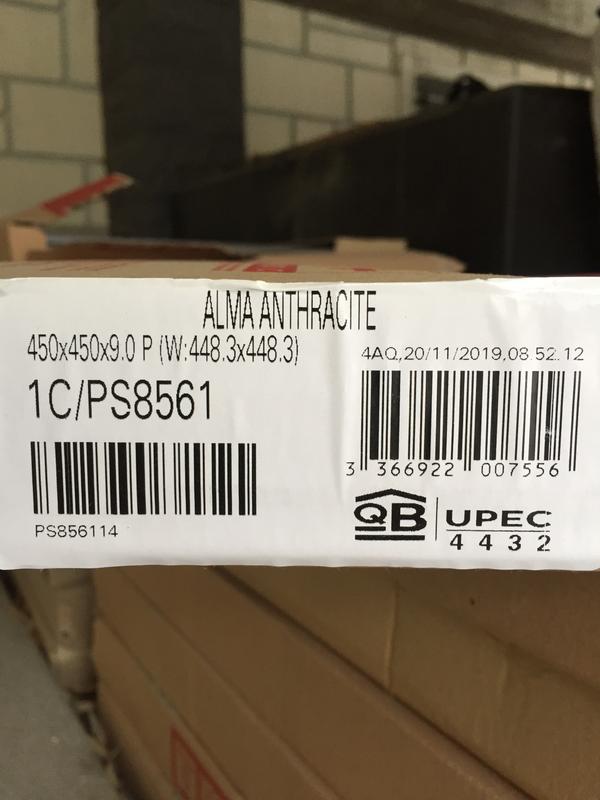 ALMA ANTHRACITE
450x450x9.0 P (W:448.3x448.3)
4AQ,20/11/2019,08 52.12
1C/PS8561
3 366922 007556
PS856114
QB UPEC
4 4 3 2